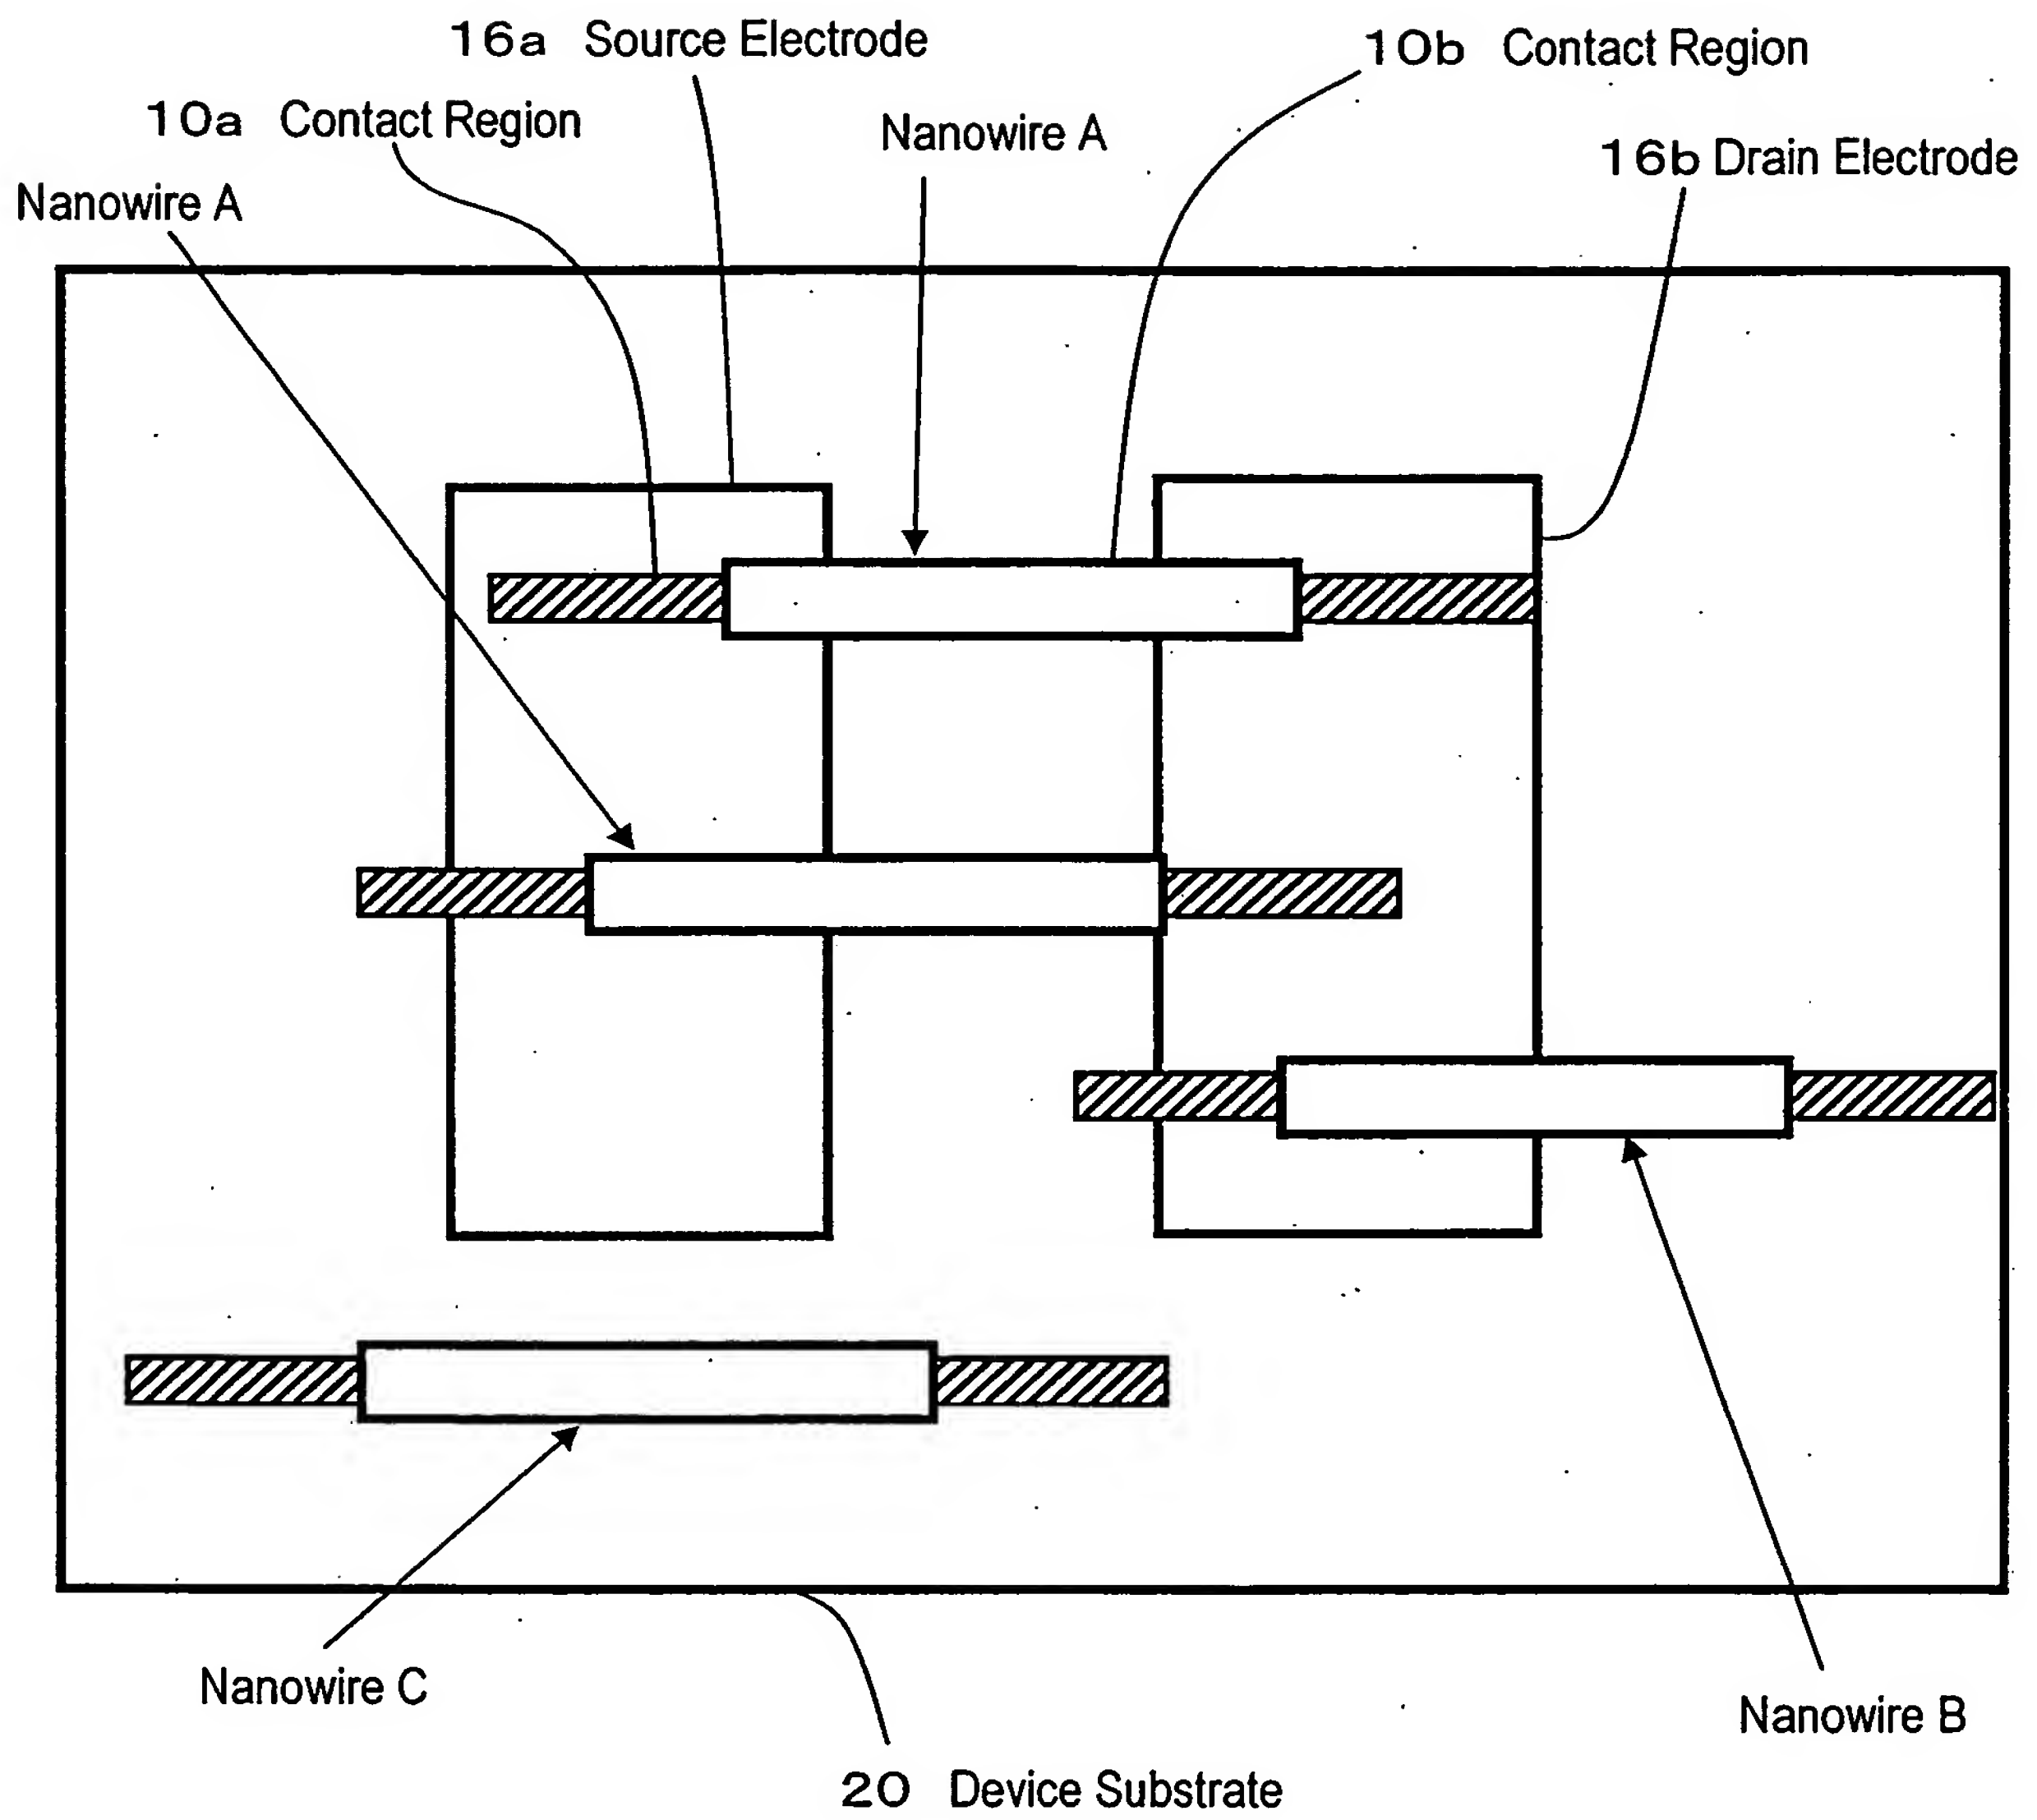 16a Source Electrode
10b Contact Region
10a Contact Region
Nanowire A
16b Drain Electrode
Nanowire A
Nanowire C
Nanowire B
20 Device Substrate